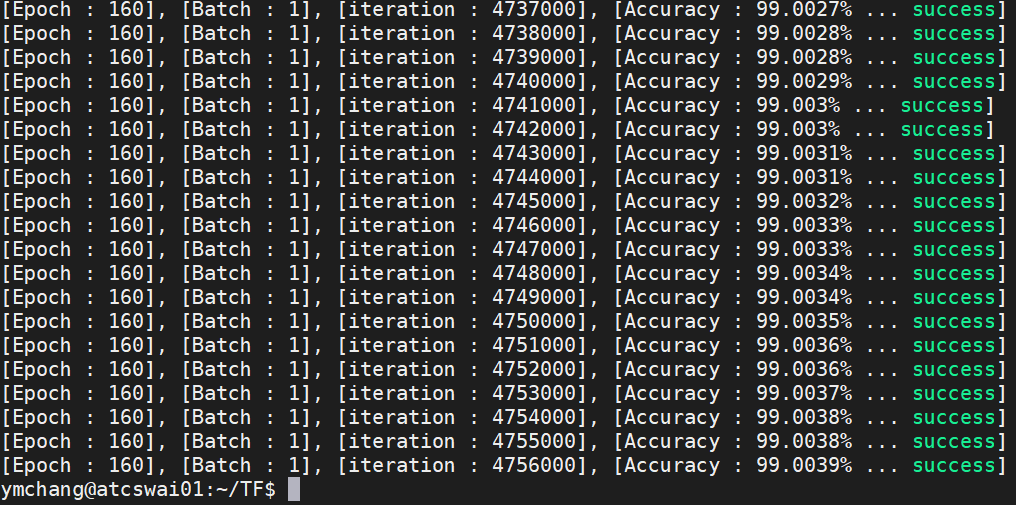 [Epoch : 160], [Batch : 1], [iteration : 4737000], [Accuracy : 99.0027% ... success]
[Epoch : 160], [Batch : 1], [iteration : 4738000], [Accuracy : 99.0028% ... success]
[Epoch : 160], [Batch : 1], [iteration : 4739000], [Accuracy : 99.0028% ... success]
[Epoch : 160], [Batch : 1], [iteration : 4740000], [Accuracy : 99.0029% ... success]
[Epoch : 160], [Batch : 1], [iteration : 4741000], [Accuracy : 99.003% ... success]
[Epoch : 160], [Batch : 1], [iteration : 4742000], [Accuracy : 99.003% ... success]
[Epoch : 160], [Batch : 1], [iteration : 4743000], [Accuracy : 99.0031% ... success]
[Epoch : 160], [Batch : 1], [iteration : 4744000], [Accuracy : 99.0031% ... success]
[Epoch : 160], [Batch : 1], [iteration : 4745000], [Accuracy : 99.0032% ... success]
[Epoch : 160], [Batch : 1], [iteration : 4746000], [Accuracy : 99.0033% ... success]
[Epoch : 160], [Batch : 1], [iteration : 4747000], [Accuracy : 99.0033% ... success]
[Epoch : 160], [Batch : 1], [iteration : 4748000], [Accuracy : 99.0034% ... success]
[Epoch : 160], [Batch : 1], [iteration : 4749000], [Accuracy : 99.0034% ... success]
[Epoch : 160], [Batch : 1], [iteration : 4750000], [Accuracy : 99.0035% ... success]
[Epoch : 160], [Batch : 1], [iteration : 4751000], [Accuracy : 99.0036% ... success]
[Epoch : 160], [Batch : 1], [iteration : 4752000], [Accuracy : 99.0036% ... success]
[Epoch : 160], [Batch : 1], [iteration : 4753000], [Accuracy : 99.0037% ... success]
[Epoch : 160], [Batch : 1], [iteration : 4754000], [Accuracy : 99.0038% ... success]
[Epoch : 160], [Batch : 1], [iteration : 4755000], [Accuracy : 99.0038% ... success]
[Epoch : 160], [Batch : 1], [iteration : 4756000], [Accuracy : 99.0039% ... success]
ymchang@atcswai01:~/TF$